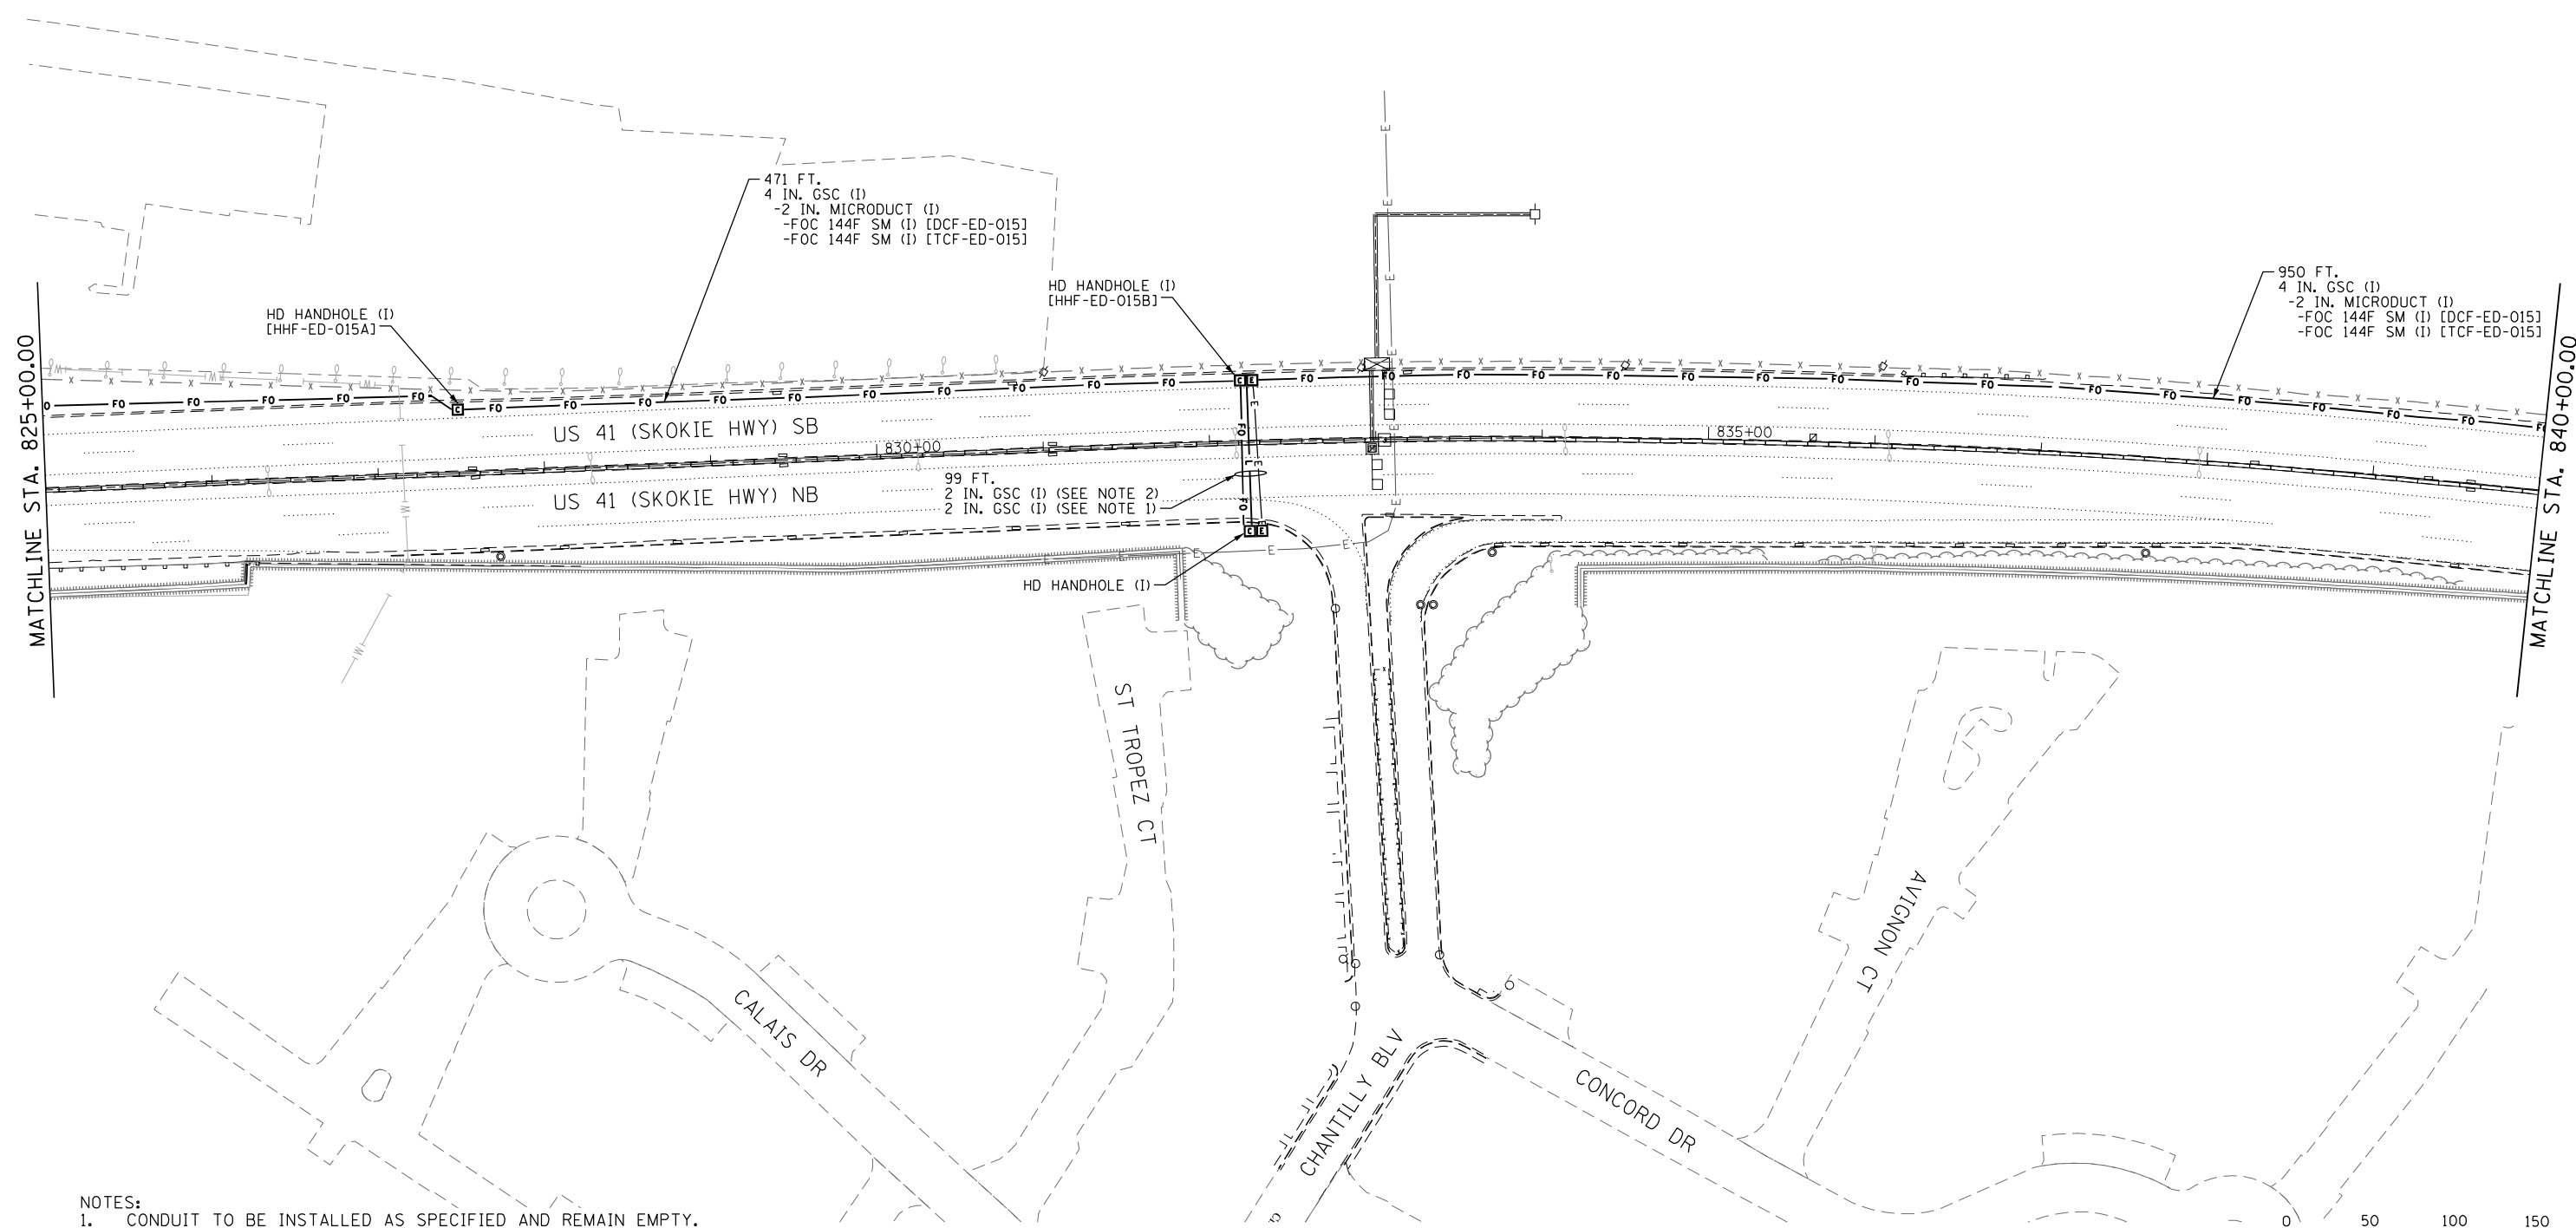 471 FT.
4 IN. GSC (I)
-2 IN. MICRODUCT (I)
-FOC 144F SM (I) [DCF-ED-015]
-FOC 144F SM (I) [TCF-ED-015]
HD HANDHOLE (I)
[HHF-ED-015A]
HD HANDHOLE (I)
[HHF-ED-015B]
950 FT.
4 IN. GSC (I)
-2 IN. MICRODUCT (I)
-FOC 144F SM (I) [DCF-ED-015]
-FOC 144F SM (I) [TCF-ED-015]
MATCHLINE STA. 825+00.00
MATCHLINE STA. 840+00.00
US 41 (SKOKIE HWY) SB
830+00
835+00
US 41 (SKOKIE HWY) NB
99 FT.
2 IN. GSC (I) (SEE NOTE 2)
2 IN. GSC (I) (SEE NOTE 1)
HD HANDHOLE (I)
ST TROPEZ CT
AVIGNON CT
CALAIS DR
CHANTILLY BLV
CONCORD DR
NOTES:
1. CONDUIT TO BE INSTALLED AS SPECIFIED AND REMAIN EMPTY.
0 50 100 150